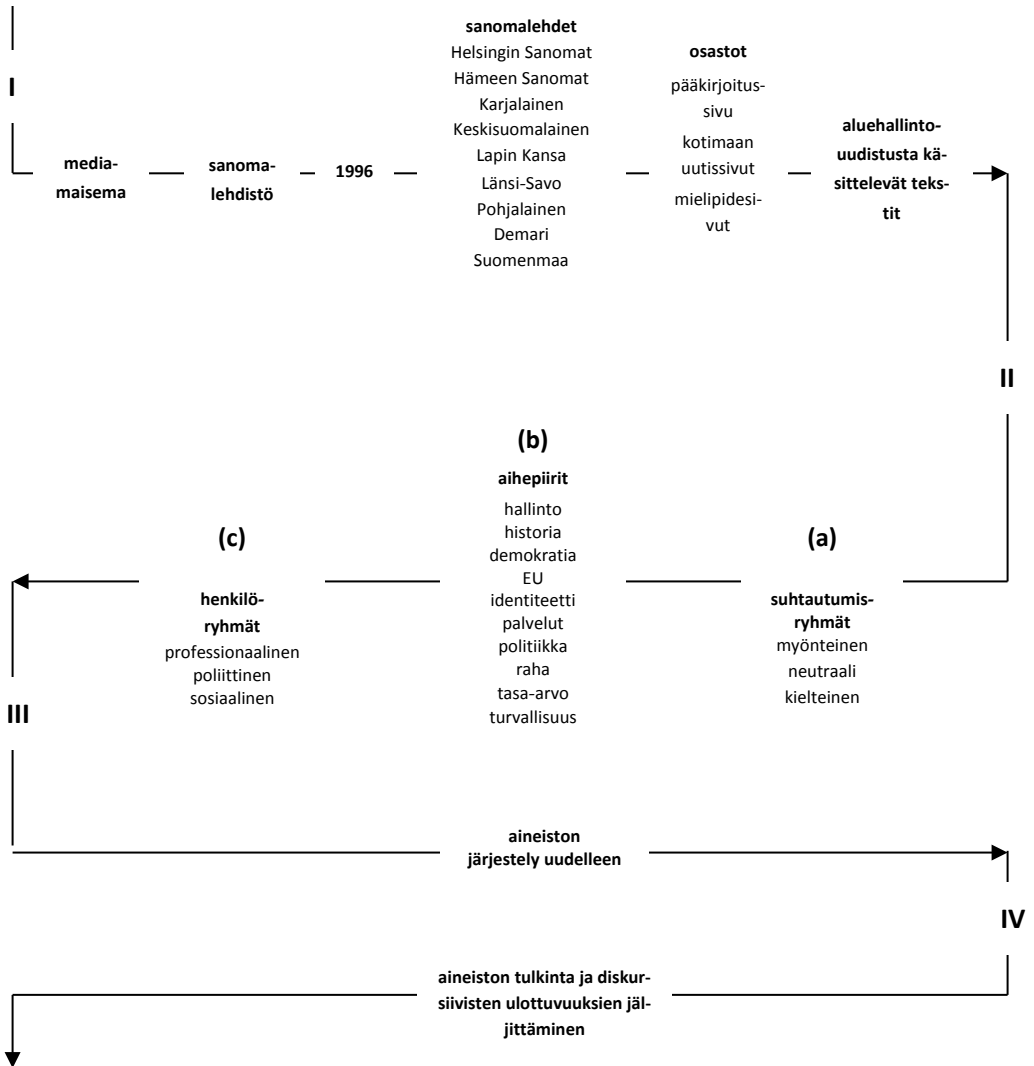 I
media-
maisema
sanoma-
lehdistö
1996
sanomalehdet
Helsingin Sanomat
Hämeen Sanomat
Karjalainen
Keskisuomalainen
Lapin Kansa
Länsi-Savo
Pohjalainen
Demari
Suomenmaa
osastot
pääkirjoitus-
sivu
kotimaan
uutissivut
mielipidesi-
vut
aluehallinto-
uudistusta kä-
sittelevät teks-
tit
II
(a)
suhtautumis-
ryhmät
myönteinen
neutraali
kielteinen
(b)
aihepiirit
hallinto
historia
demokratia
EU
identiteetti
palvelut
politiikka
raha
tasa-arvo
turvallisuus
(c)
henkilö-
ryhmät
professionaalinen
poliittinen
sosiaalinen
III
aineiston
järjestely uudelleen
IV
aineiston tulkinta ja diskur-
siivisten ulottuvuuksien jäl-
jittäminen